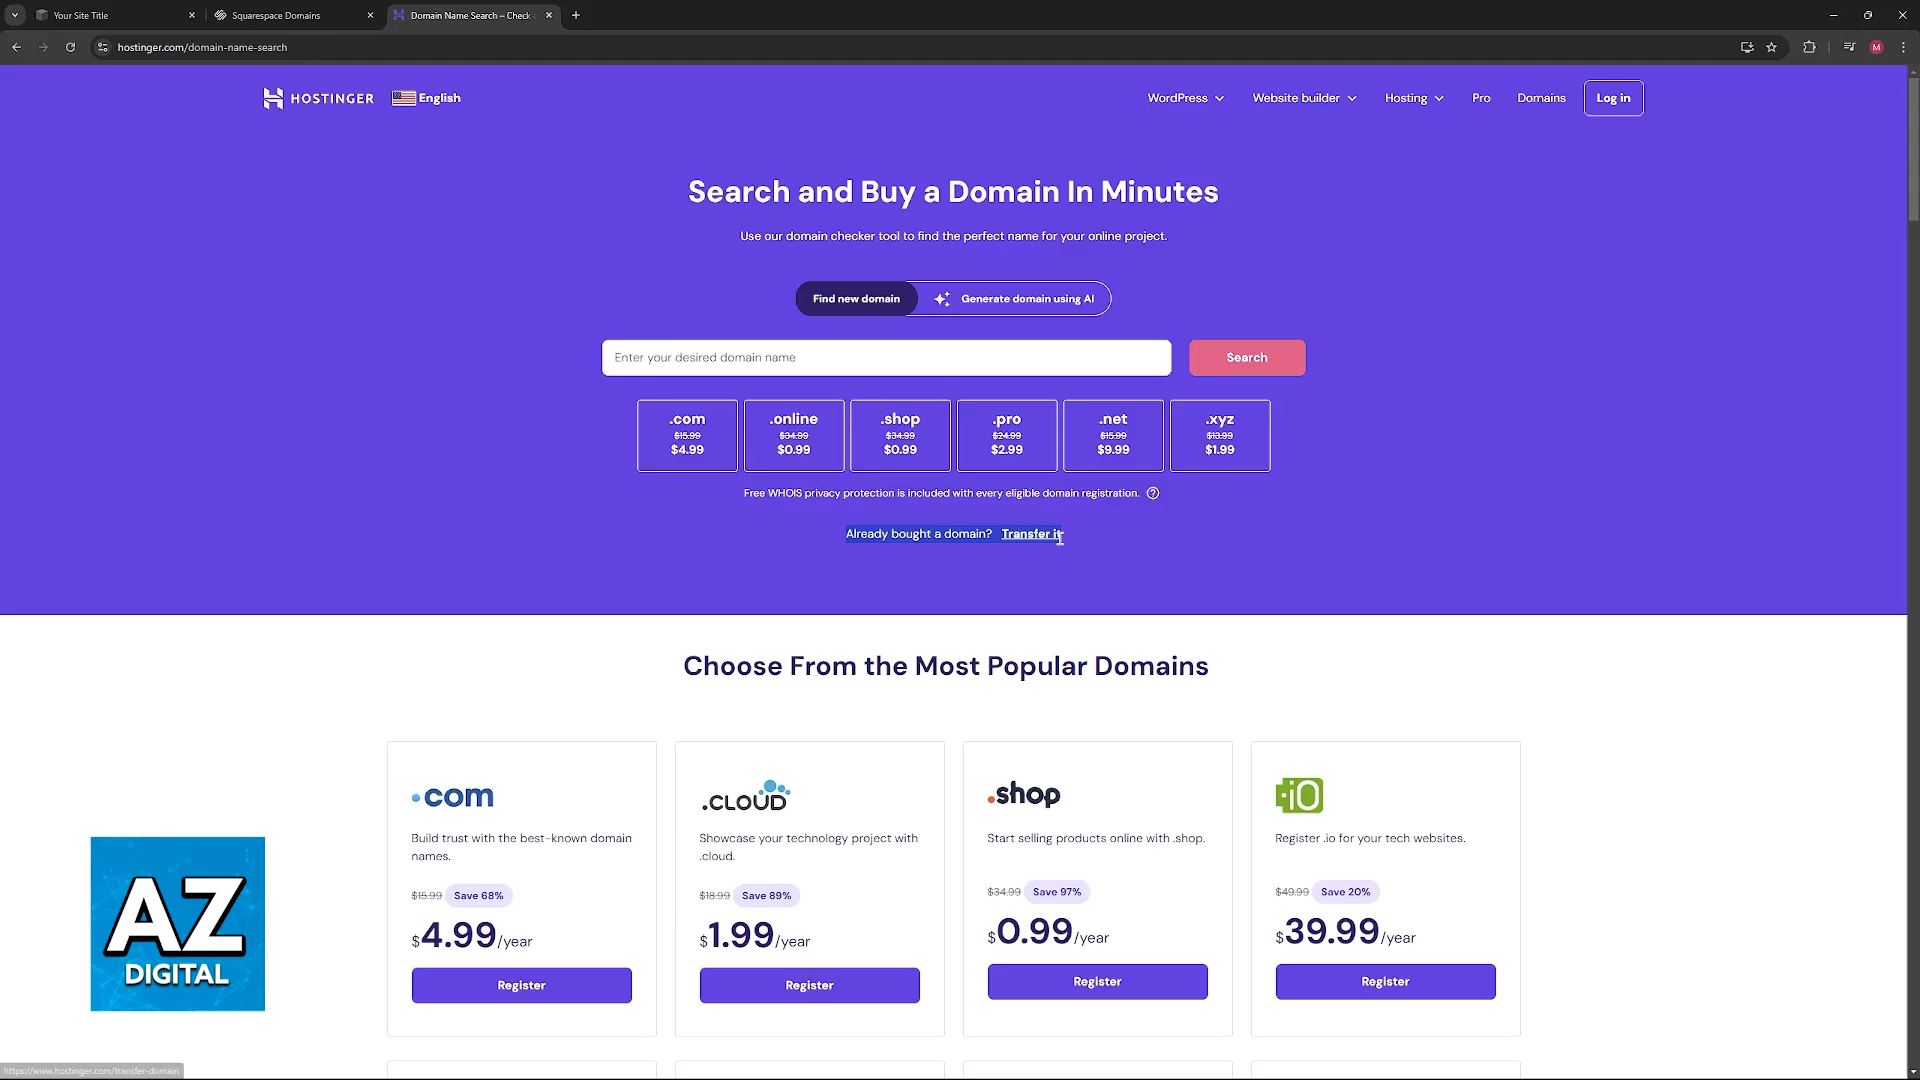 Your Site Title
Squarespace Domains
Domain Name Search – Check
hostinger.com/domain-name-search
M
HOSTINGER
English
WordPress
Website builder
Hosting
Pro
Domains
Log in
Search and Buy a Domain In Minutes
Use our domain checker tool to find the perfect name for your online project.
Find new domain
Generate domain using AI
Enter your desired domain name
Search
.com
$15.99
$4.99
.online
$34.99
$0.99
.shop
$34.99
$0.99
.pro
$24.99
$2.99
.net
$15.99
$9.99
.xyz
$13.99
$1.99
Free WHOIS privacy protection is included with every eligible domain registration.
Already bought a domain? Transfer it
Choose From the Most Popular Domains
.com
Build trust with the best-known domain
names.
$15.99 Save 68%
$4.99/year
Register
.CLOUD
Showcase your technology project with
.cloud.
$18.99 Save 89%
$1.99/year
Register
.shop
Start selling products online with .shop.
$34.99 Save 97%
$0.99/year
Register
.iO
Register .io for your tech websites.
$49.99 Save 20%
$39.99/year
Register
AZ
DIGITAL
https://www.hostinger.com/transfer-domain